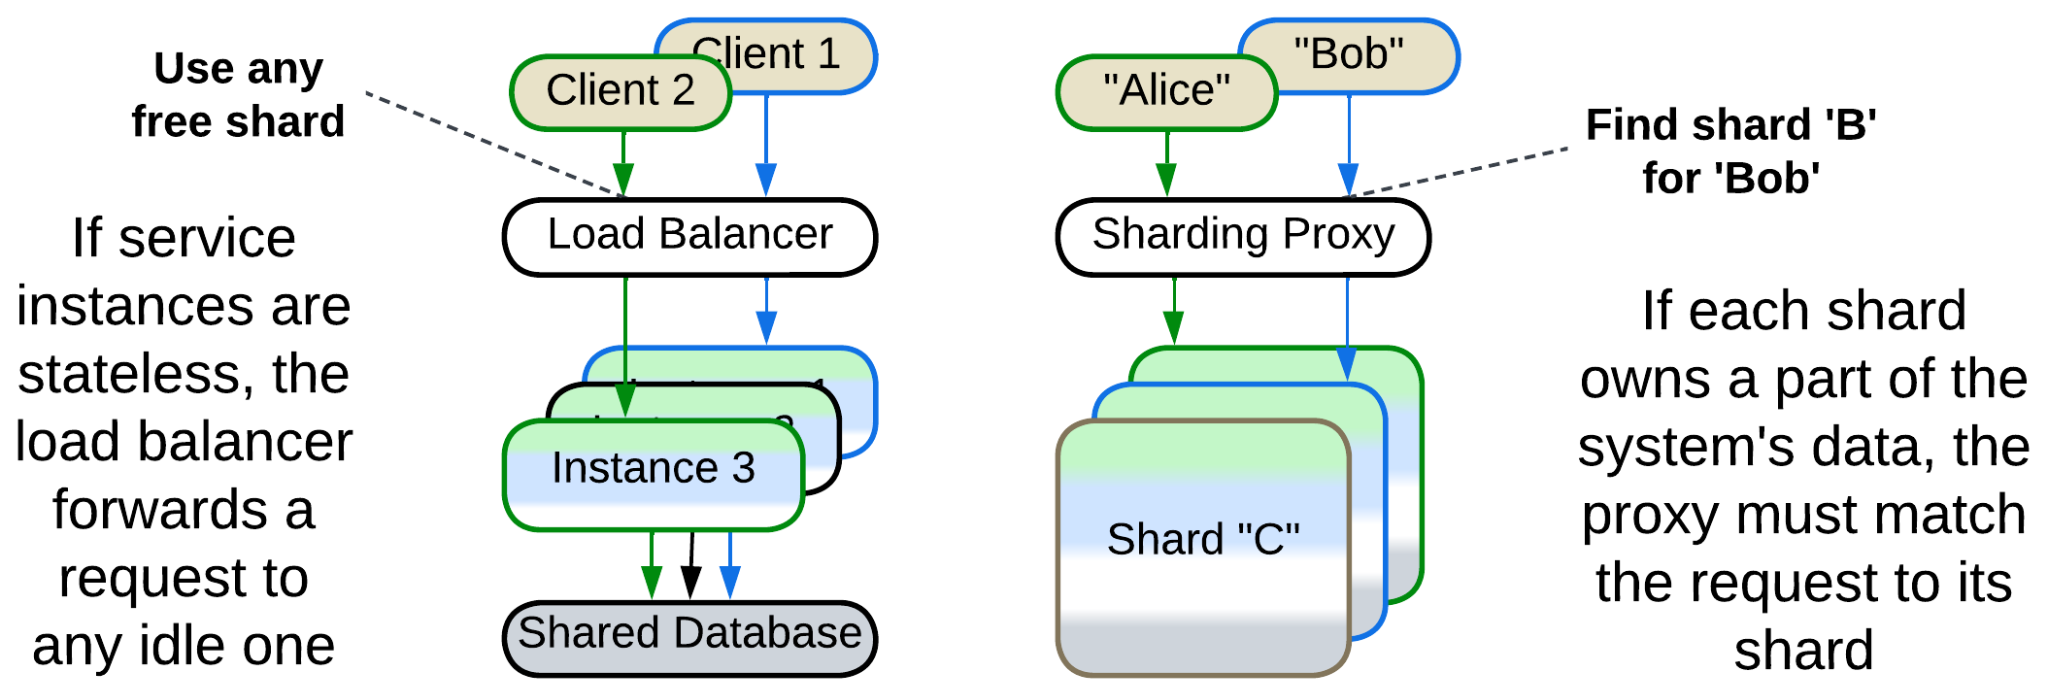 Use any
free shard
If service
instances are
stateless, the
load balancer
forwards a
request to
any idle one
Client 1
Client 2
Load Balancer
Instance 3
Shared Database
"Bob"
"Alice"
Sharding Proxy
Shard "C"
Find shard 'B'
for 'Bob'
If each shard
owns a part of the
system's data, the
proxy must match
the request to its
shard